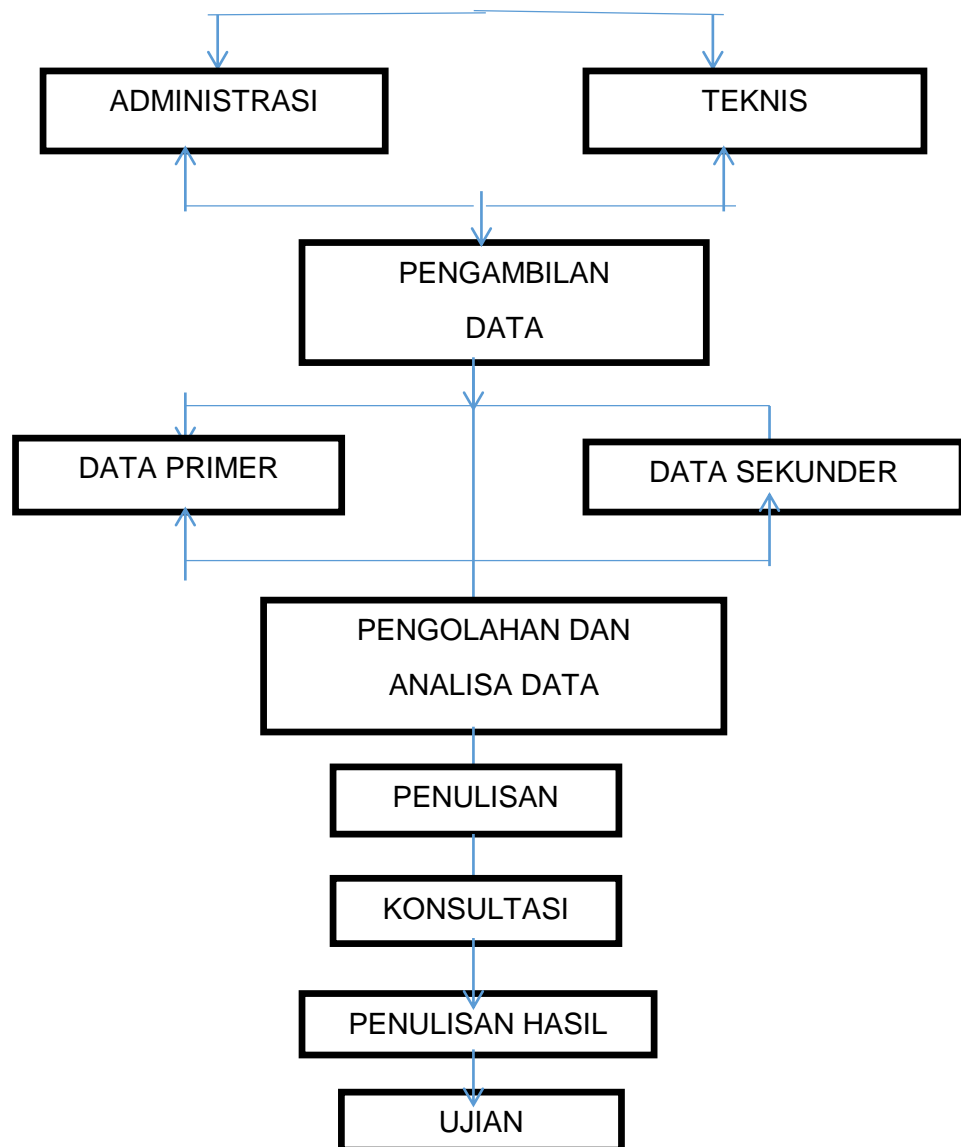 ADMINISTRASI
TEKNIS
PENGAMBILAN
DATA
DATA PRIMER
DATA SEKUNDER
PENGOLAHAN DAN
ANALISA DATA
PENULISAN
KONSULTASI
PENULISAN HASIL
UJIAN